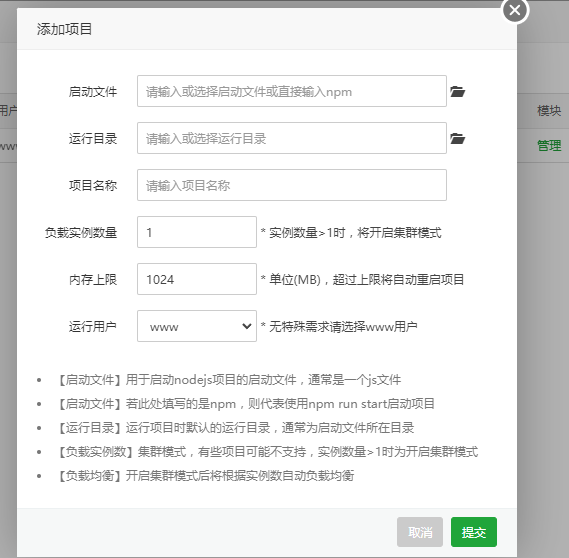 添加项目
用户
模块
www
管理
启动文件 请输入或选择启动文件或直接输入npm
运行目录 请输入或选择运行目录
项目名称 请输入项目名称
负载实例数量 1 * 实例数量>1时，将开启集群模式
内存上限 1024 * 单位(MB)，超过上限将自动重启项目
运行用户 www * 无特殊需求请选择www用户
• 【启动文件】用于启动nodejs项目的启动文件，通常是一个js文件
• 【启动文件】若此处填写的是npm，则代表使用npm run start启动项目
• 【运行目录】运行项目时默认的运行目录，通常为启动文件所在目录
• 【负载实例数】集群模式，有些项目可能不支持，实例数量>1时为开启集群模式
• 【负载均衡】开启集群模式后将根据实例数自动负载均衡
取消 提交